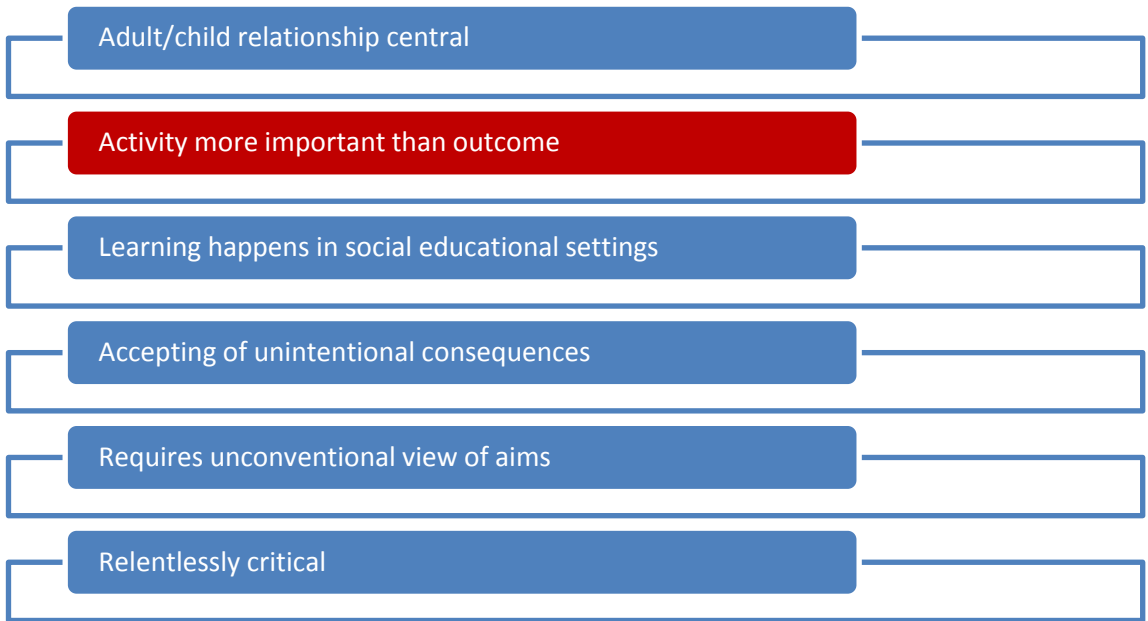 Adult/child relationship central
Activity more important than outcome
Learning happens in social educational settings
Accepting of unintentional consequences
Requires unconventional view of aims
Relentlessly critical